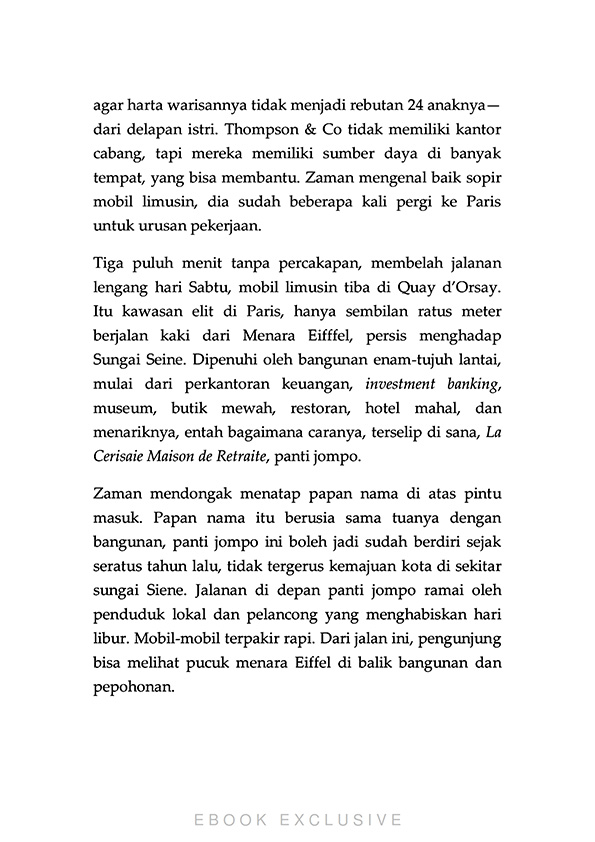 agar harta warisannya tidak menjadi rebutan 24 anaknya—
dari delapan istri. Thompson & Co tidak memiliki kantor
cabang, tapi mereka memiliki sumber daya di banyak
tempat, yang bisa membantu. Zaman mengenal baik sopir
mobil limusin, dia sudah beberapa kali pergi ke Paris
untuk urusan pekerjaan.
Tiga puluh menit tanpa percakapan, membelah jalanan
lengang hari Sabtu, mobil limusin tiba di Quay d’Orsay.
Itu kawasan elit di Paris, hanya sembilan ratus meter
berjalan kaki dari Menara Eifffel, persis menghadap
Sungai Seine. Dipenuhi oleh bangunan enam-tujuh lantai,
mulai dari perkantoran keuangan, investment banking,
museum, butik mewah, restoran, hotel mahal, dan
menariknya, entah bagaimana caranya, terselip di sana, La
Cerisaie Maison de Retraite, panti jompo.
Zaman mendongak menatap papan nama di atas pintu
masuk. Papan nama itu berusia sama tuanya dengan
bangunan, panti jompo ini boleh jadi sudah berdiri sejak
seratus tahun lalu, tidak tergerus kemajuan kota di sekitar
sungai Siene. Jalanan di depan panti jompo ramai oleh
penduduk lokal dan pelancong yang menghabiskan hari
libur. Mobil-mobil terpakir rapi. Dari jalan ini, pengunjung
bisa melihat pucuk menara Eiffel di balik bangunan dan
pepohonan.
EBOOK EXCLUSIVE